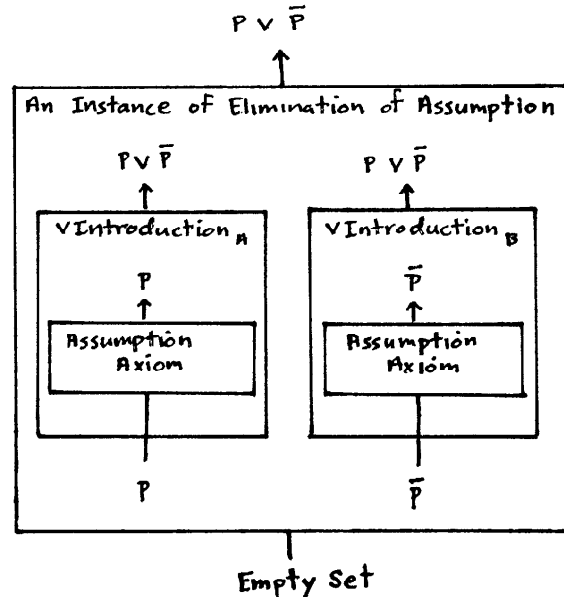 P ∨ P̅
An Instance of Elimination of Assumption
P ∨ P̅ P ∨ P̅
∨ Introduction A ∨ Introduction B
P P̅
Assumption Axiom Assumption Axiom
P P̅
Empty Set